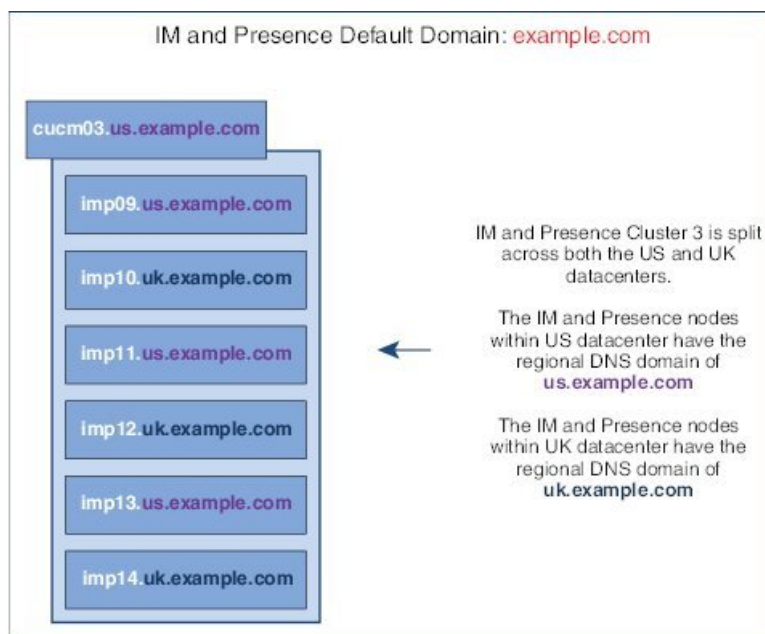 IM and Presence Default Domain: example.com
cucm03.us.example.com
imp09.us.example.com
imp10.uk.example.com
imp11.us.example.com
imp12.uk.example.com
imp13.us.example.com
imp14.uk.example.com
IM and Presence Cluster 3 is split
across both the US and UK
datacenters.
The IM and Presence nodes
within US datacenter have the
regional DNS domain of
us.example.com
The IM and Presence nodes
within UK datacenter have the
regional DNS domain of
uk.example.com